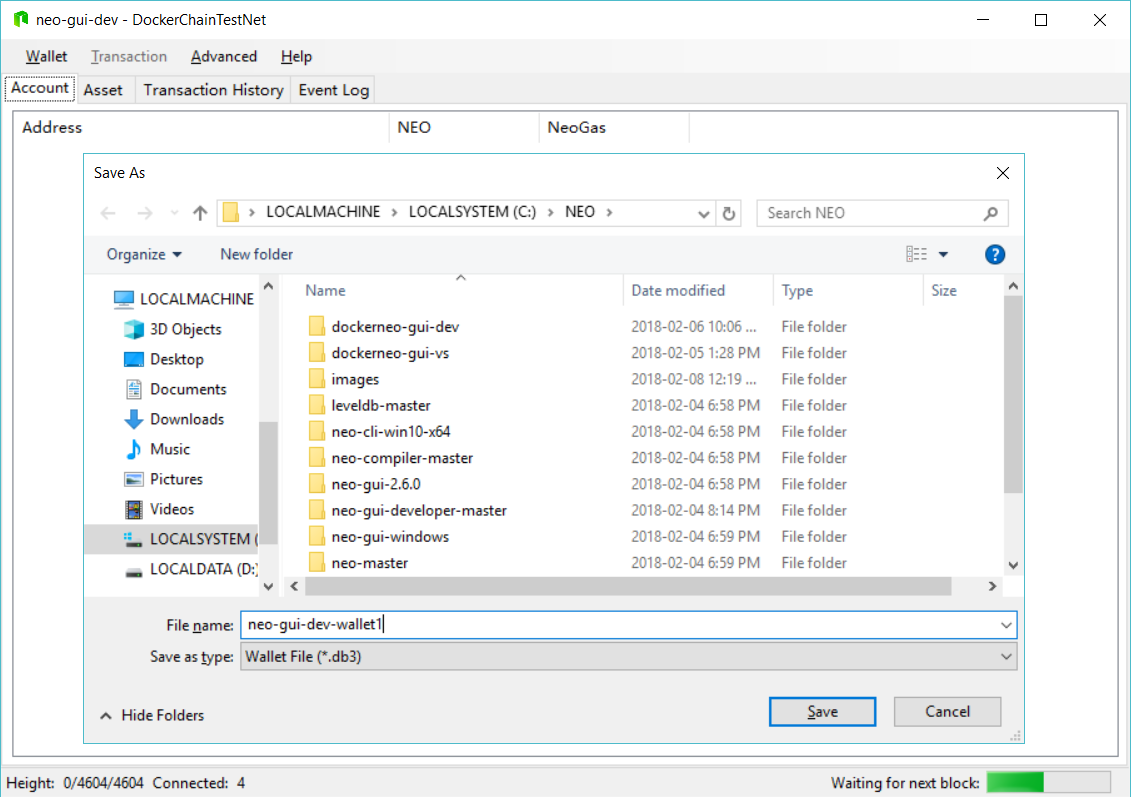 neo-gui-dev - DockerChainTestNet
Wallet Transaction Advanced Help
Account Asset Transaction History Event Log
Address NEO NeoGas
Save As
LOCALMACHINE LOCALSYSTEM (C:) NEO Search NEO
Organize New folder ?
Name Date modified Type Size
LOCALMACHINE
3D Objects
Desktop
Documents
Downloads
Music
Pictures
Videos
LOCALSYSTEM (
LOCALDATA (D:)
dockerneo-gui-dev 2018-02-06 10:06 ... File folder
dockerneo-gui-vs 2018-02-05 1:28 PM File folder
images 2018-02-08 12:19 ... File folder
leveldb-master 2018-02-04 6:58 PM File folder
neo-cli-win10-x64 2018-02-04 6:58 PM File folder
neo-compiler-master 2018-02-04 6:58 PM File folder
neo-gui-2.6.0 2018-02-04 6:58 PM File folder
neo-gui-developer-master 2018-02-04 8:14 PM File folder
neo-gui-windows 2018-02-04 6:59 PM File folder
neo-master 2018-02-04 6:59 PM File folder
File name: neo-gui-dev-wallet1
Save as type: Wallet File (*.db3)
Hide Folders Save Cancel
Height: 0/4604/4604 Connected: 4 Waiting for next block: